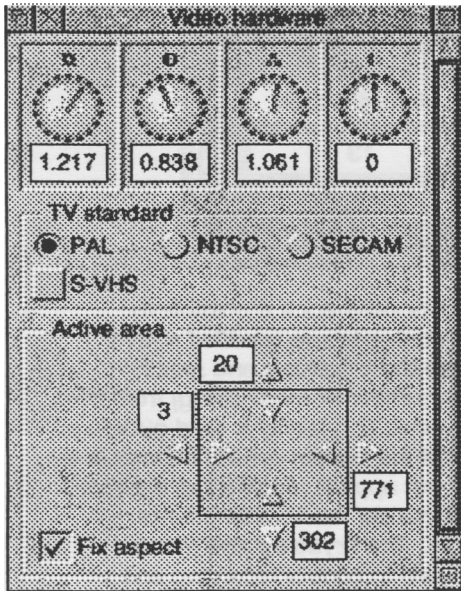 Video hardware
1.217 0.838 1.061 0
TV standard
PAL NTSC SECAM
S-VHS
Active area
20
3
771
302
Fix aspect